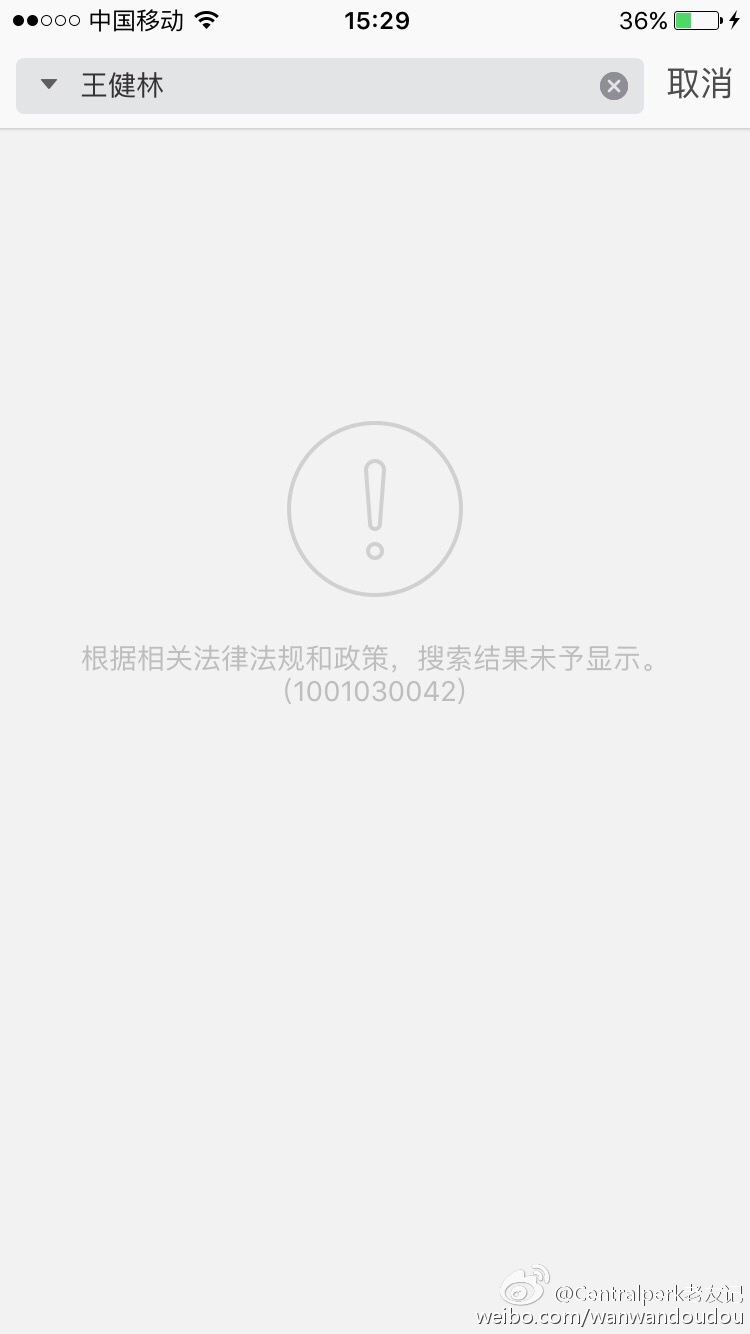 中国移动 15:29 36%
王健林 取消
根据相关法律法规和政策，搜索结果未予显示。
(1001030042)
@Centralperk老友记
weibo.com/wanwandoudou